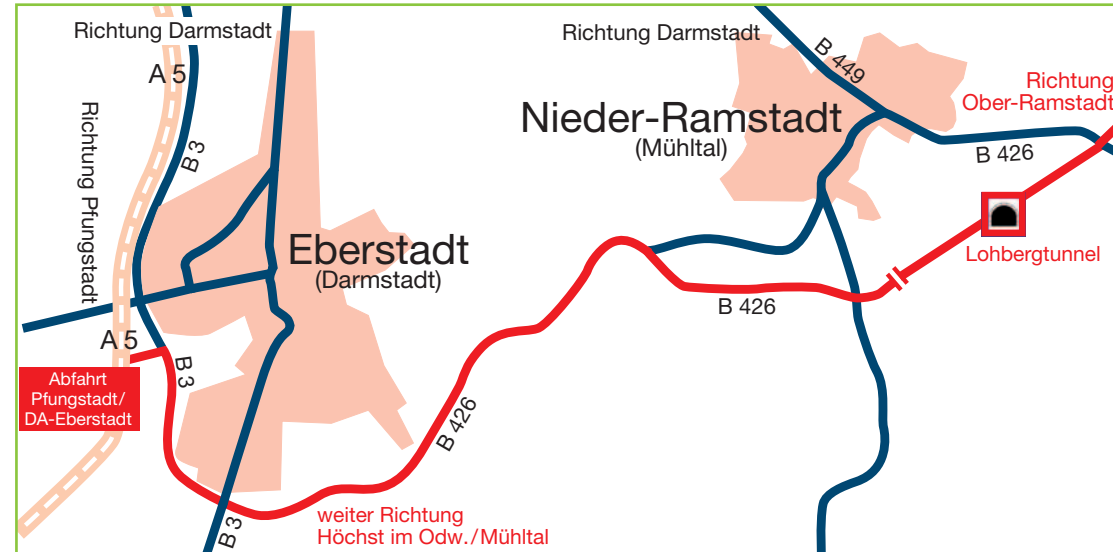 Richtung Darmstadt
A 5
B 3
Richtung Pfungstadt
Eberstadt
(Darmstadt)
A 5
B 3
Abfahrt
Pfungstadt/
DA-Eberstadt
B 3
weiter Richtung
Höchst im Odw./Mühltal
B 426
Richtung Darmstadt
B 449
Nieder-Ramstadt
(Mühltal)
Richtung
Ober-Ramstadt
B 426
Lohbergtunnel
B 426